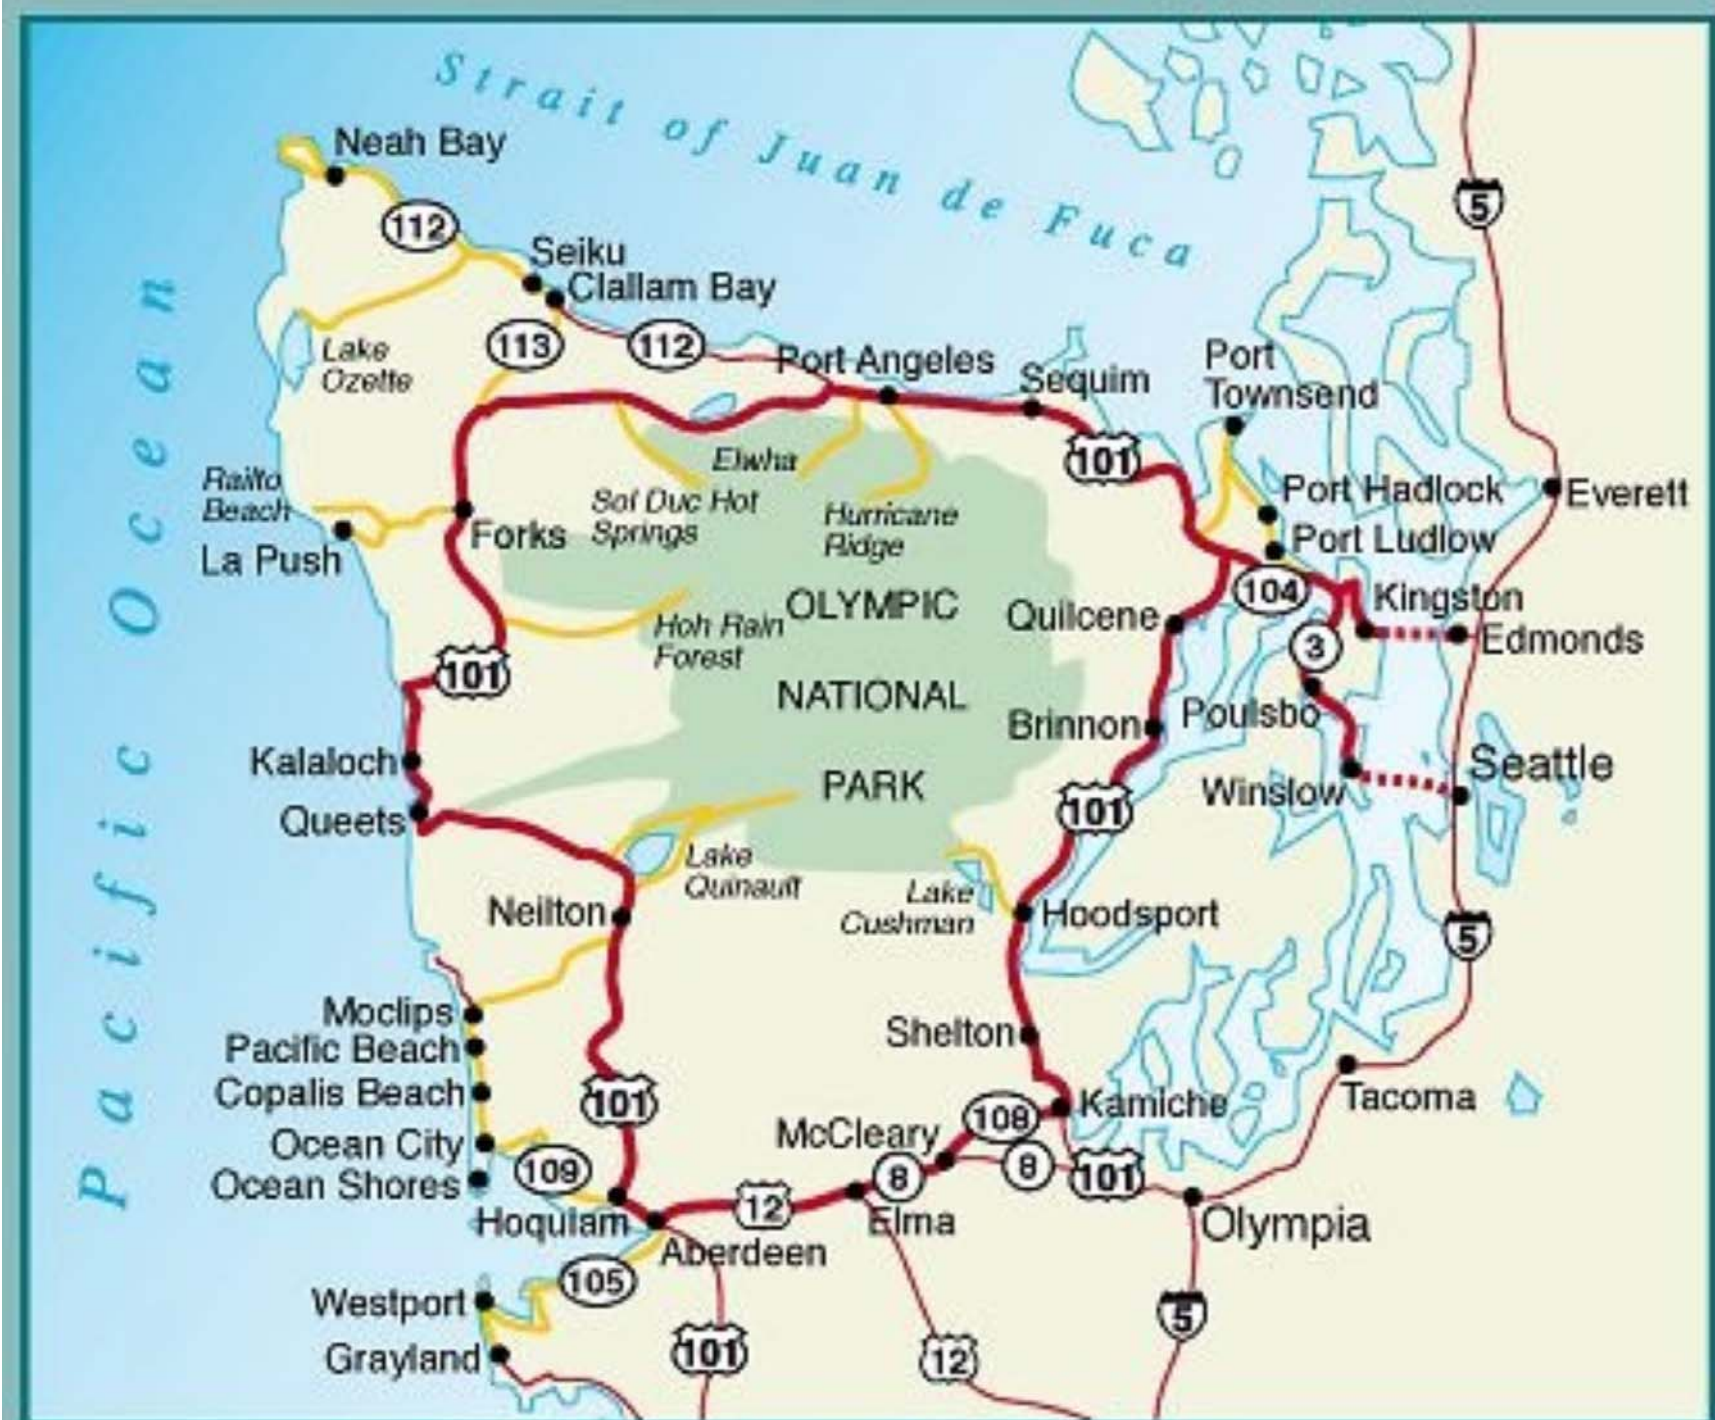 Strait of Juan de Fuca
Pacific Ocean
Neah Bay
112
5
Seiku
Clallam Bay
113
112
Lake
Ozette
Port Angeles
Sequim
Port
Townsend
101
Elwha
Railto
Beach
Sol Duc Hot
Springs
Hurricane
Ridge
Port Hadlock
Everett
Forks
La Push
Port Ludlow
104
Kingston
OLYMPIC
Quilcene
Hoh Rain
Forest
3
Edmonds
101
NATIONAL
Brinnon
Poulsbo
Kalaloch
PARK
Seattle
Winslow
Queets
101
Lake
Quinault
Lake
Cushman
Neilton
Hoodsport
5
Moclips
Shelton
Pacific Beach
Copalis Beach
101
Kamiche
Tacoma
108
McCleary
Ocean City
109
8
8
101
Ocean Shores
12
Hoquiam
Elma
Olympia
Aberdeen
105
Westport
5
Grayland
101
12